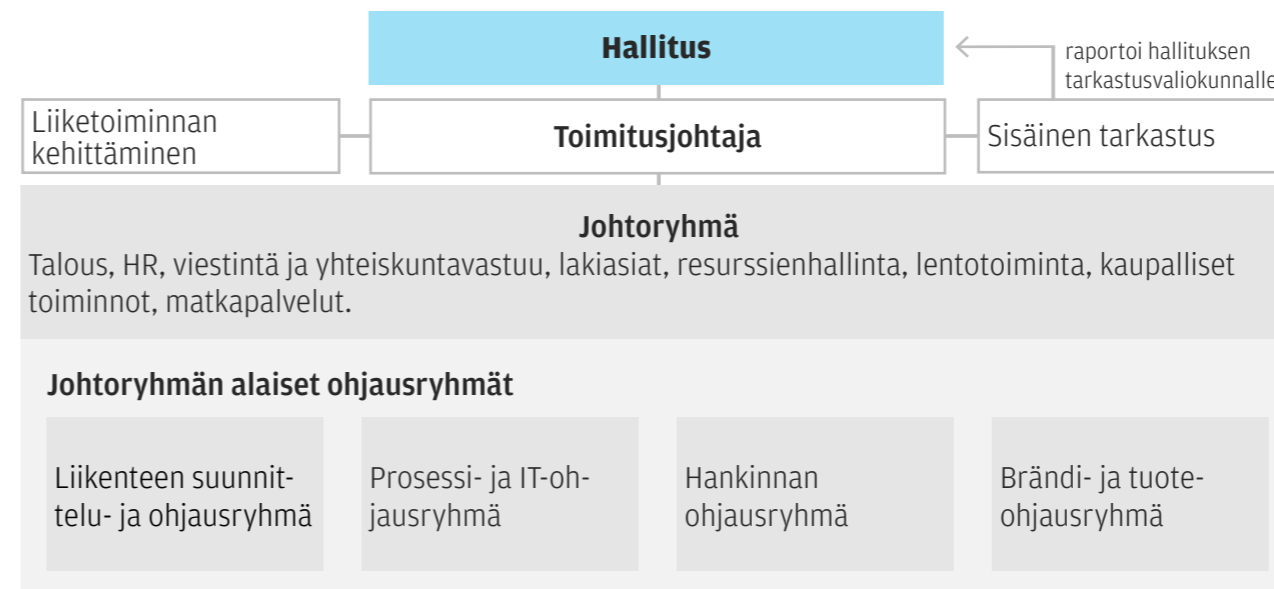 Hallitus
raportoi hallituksen
tarkastusvaliokunnalle
Liiketoiminnan
kehittäminen
Toimitusjohtaja
Sisäinen tarkastus
Johtoryhmä
Talous, HR, viestintä ja yhteiskuntavastuu, lakiasiat, resurssienhallinta, lentotoiminta, kaupalliset
toiminnot, matkapalvelut.
Johtoryhmän alaiset ohjausryhmät
Liikenteen suunnit-
telu- ja ohjausryhmä
Prosessi- ja IT-oh-
jausryhmä
Hankinnan
ohjausryhmä
Brändi- ja tuote-
ohjausryhmä